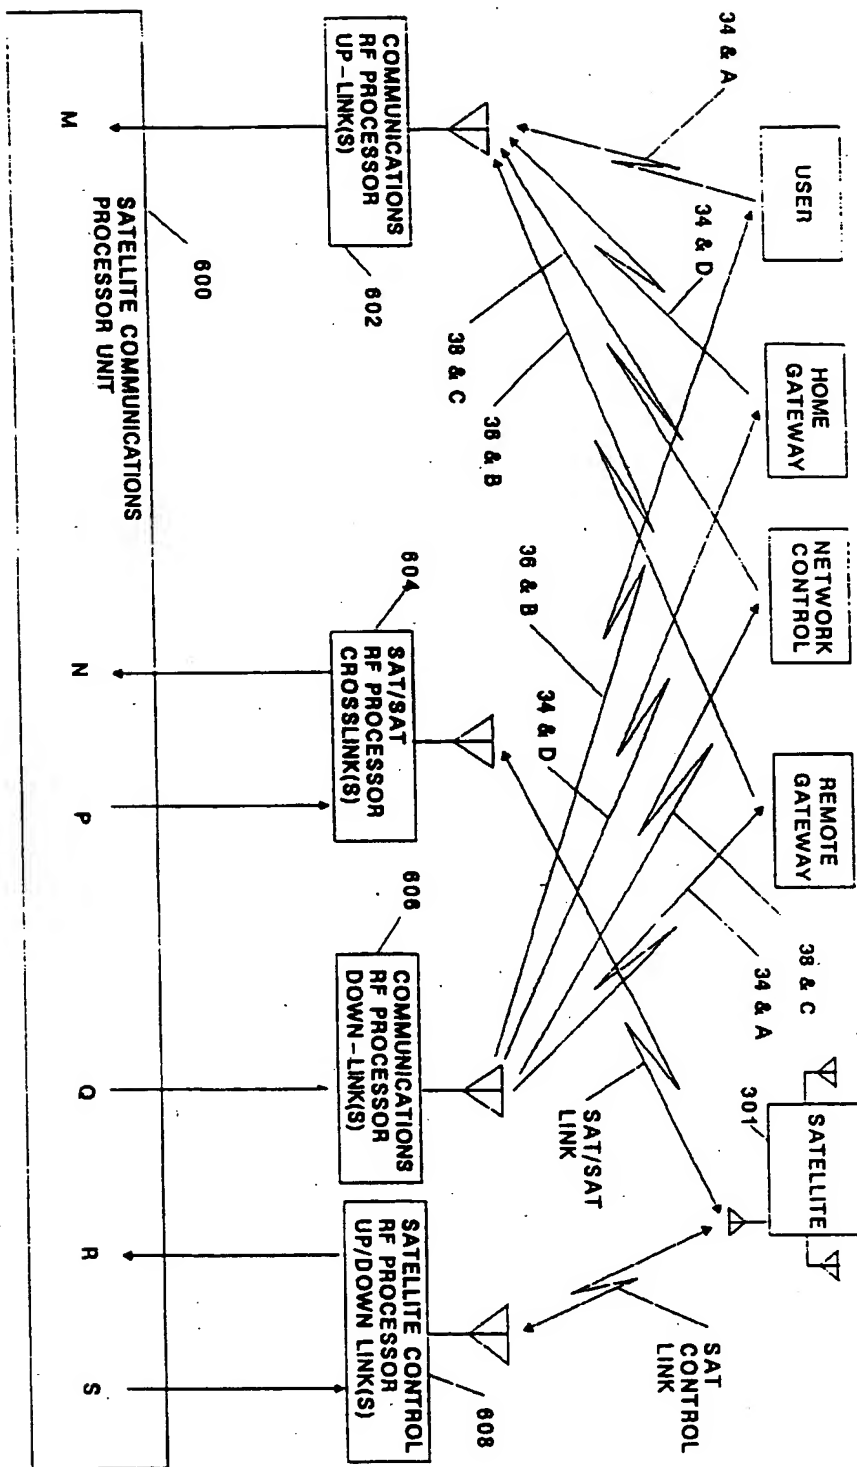 USER
HOME
GATEWAY
NETWORK
CONTROL
REMOTE
GATEWAY
301
SATELLITE
34 & A
34 & D
38 & C
36 & B
36 & B
34 & D
38 & C
34 & A
SAT/SAT
LINK
SAT
CONTROL
LINK
COMMUNICATIONS
RF PROCESSOR
UP-LINK(S)
602
604
SAT/SAT
RF PROCESSOR
CROSSLINK(S)
606
COMMUNICATIONS
RF PROCESSOR
DOWN-LINK(S)
SATELLITE CONTROL
RF PROCESSOR
UP/DOWN LINK(S)
608
600
SATELLITE COMMUNICATIONS
PROCESSOR UNIT
M
N
P
Q
R
S